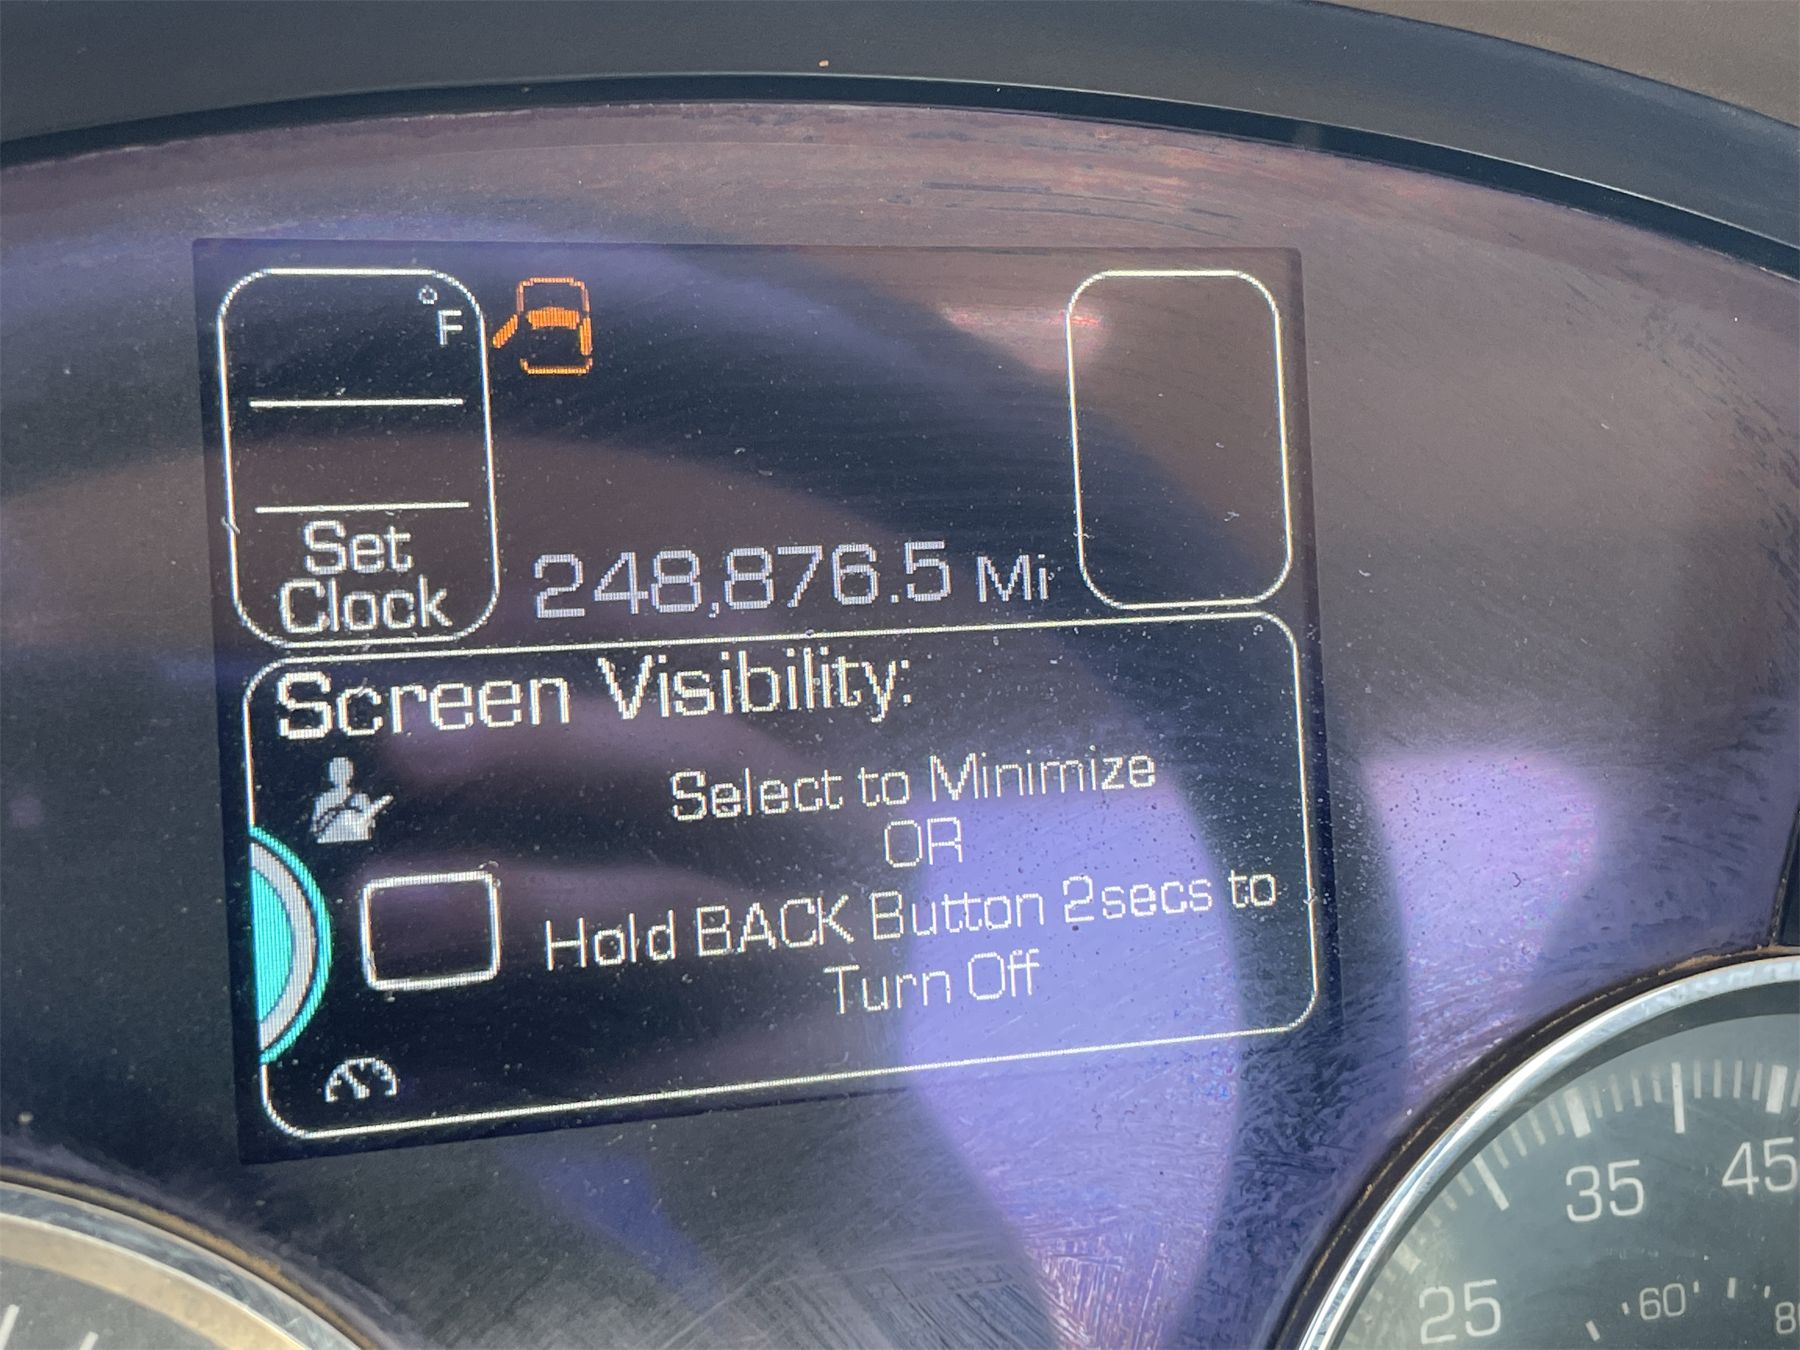 °F
Set
Clock
248,876.5 Mi
Screen Visibility:
Select to Minimize
OR
Hold BACK Button 2secs to
Turn Off
35
45
25
60